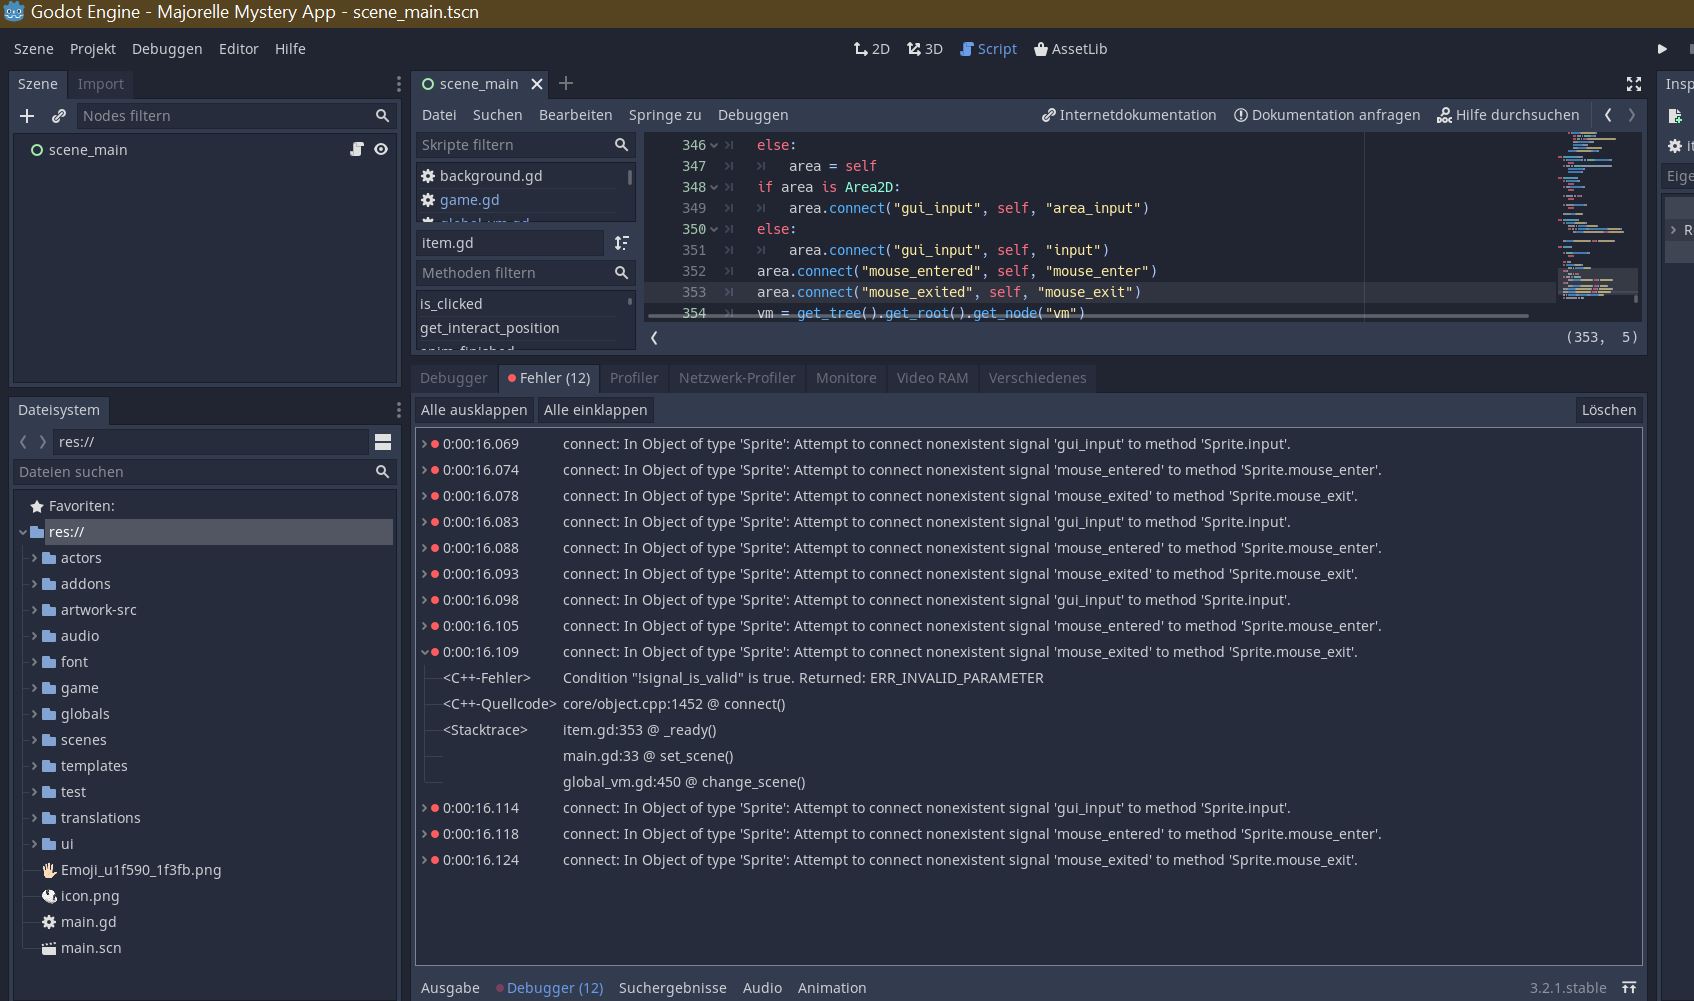 Godot Engine - Majorelle Mystery App - scene_main.tscn
Szene Projekt Debuggen Editor Hilfe
2D 3D Script AssetLib
Szene Import
Nodes filtern
scene_main
scene_main
Datei Suchen Bearbeiten Springe zu Debuggen
Internetdokumentation Dokumentation anfragen Hilfe durchsuchen
Skripte filtern
background.gd
game.gd
global_vm.gd
item.gd
Methoden filtern
is_clicked
get_interact_position
anim_finished
346 else:
347 area = self
348 if area is Area2D:
349 area.connect("gui_input", self, "area_input")
350 else:
351 area.connect("gui_input", self, "input")
352 area.connect("mouse_entered", self, "mouse_enter")
353 area.connect("mouse_exited", self, "mouse_exit")
354 vm = get_tree().get_root().get_node("vm")
(353, 5)
Debugger Fehler (12) Profiler Netzwerk-Profiler Monitore Video RAM Verschiedenes
Alle ausklappen Alle einklappen Löschen
0:00:16.069 connect: In Object of type 'Sprite': Attempt to connect nonexistent signal 'gui_input' to method 'Sprite.input'.
0:00:16.074 connect: In Object of type 'Sprite': Attempt to connect nonexistent signal 'mouse_entered' to method 'Sprite.mouse_enter'.
0:00:16.078 connect: In Object of type 'Sprite': Attempt to connect nonexistent signal 'mouse_exited' to method 'Sprite.mouse_exit'.
0:00:16.083 connect: In Object of type 'Sprite': Attempt to connect nonexistent signal 'gui_input' to method 'Sprite.input'.
0:00:16.088 connect: In Object of type 'Sprite': Attempt to connect nonexistent signal 'mouse_entered' to method 'Sprite.mouse_enter'.
0:00:16.093 connect: In Object of type 'Sprite': Attempt to connect nonexistent signal 'mouse_exited' to method 'Sprite.mouse_exit'.
0:00:16.098 connect: In Object of type 'Sprite': Attempt to connect nonexistent signal 'gui_input' to method 'Sprite.input'.
0:00:16.105 connect: In Object of type 'Sprite': Attempt to connect nonexistent signal 'mouse_entered' to method 'Sprite.mouse_enter'.
0:00:16.109 connect: In Object of type 'Sprite': Attempt to connect nonexistent signal 'mouse_exited' to method 'Sprite.mouse_exit'.
<C++-Fehler> Condition "!signal_is_valid" is true. Returned: ERR_INVALID_PARAMETER
<C++-Quellcode> core/object.cpp:1452 @ connect()
<Stacktrace> item.gd:353 @ _ready()
main.gd:33 @ set_scene()
global_vm.gd:450 @ change_scene()
0:00:16.114 connect: In Object of type 'Sprite': Attempt to connect nonexistent signal 'gui_input' to method 'Sprite.input'.
0:00:16.118 connect: In Object of type 'Sprite': Attempt to connect nonexistent signal 'mouse_entered' to method 'Sprite.mouse_enter'.
0:00:16.124 connect: In Object of type 'Sprite': Attempt to connect nonexistent signal 'mouse_exited' to method 'Sprite.mouse_exit'.
Ausgabe Debugger (12) Suchergebnisse Audio Animation 3.2.1.stable
Dateisystem
res://
Dateien suchen
Favoriten:
res://
actors
addons
artwork-src
audio
font
game
globals
scenes
templates
test
translations
ui
Emoji_u1f590_1f3fb.png
icon.png
main.gd
main.scn